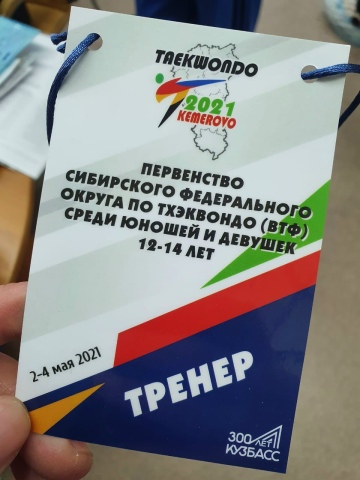 TAEKWONDO
2021
KEMEROVO
ПЕРВЕНСТВО
СИБИРСКОГО ФЕДЕРАЛЬНОГО
ОКРУГА ПО ТХЭКВОНДО (ВТФ)
СРЕДИ ЮНОШЕЙ И ДЕВУШЕК
12-14 ЛЕТ
2-4 мая 2021
ТРЕНЕР
300 ЛЕТ
КУЗБАСС